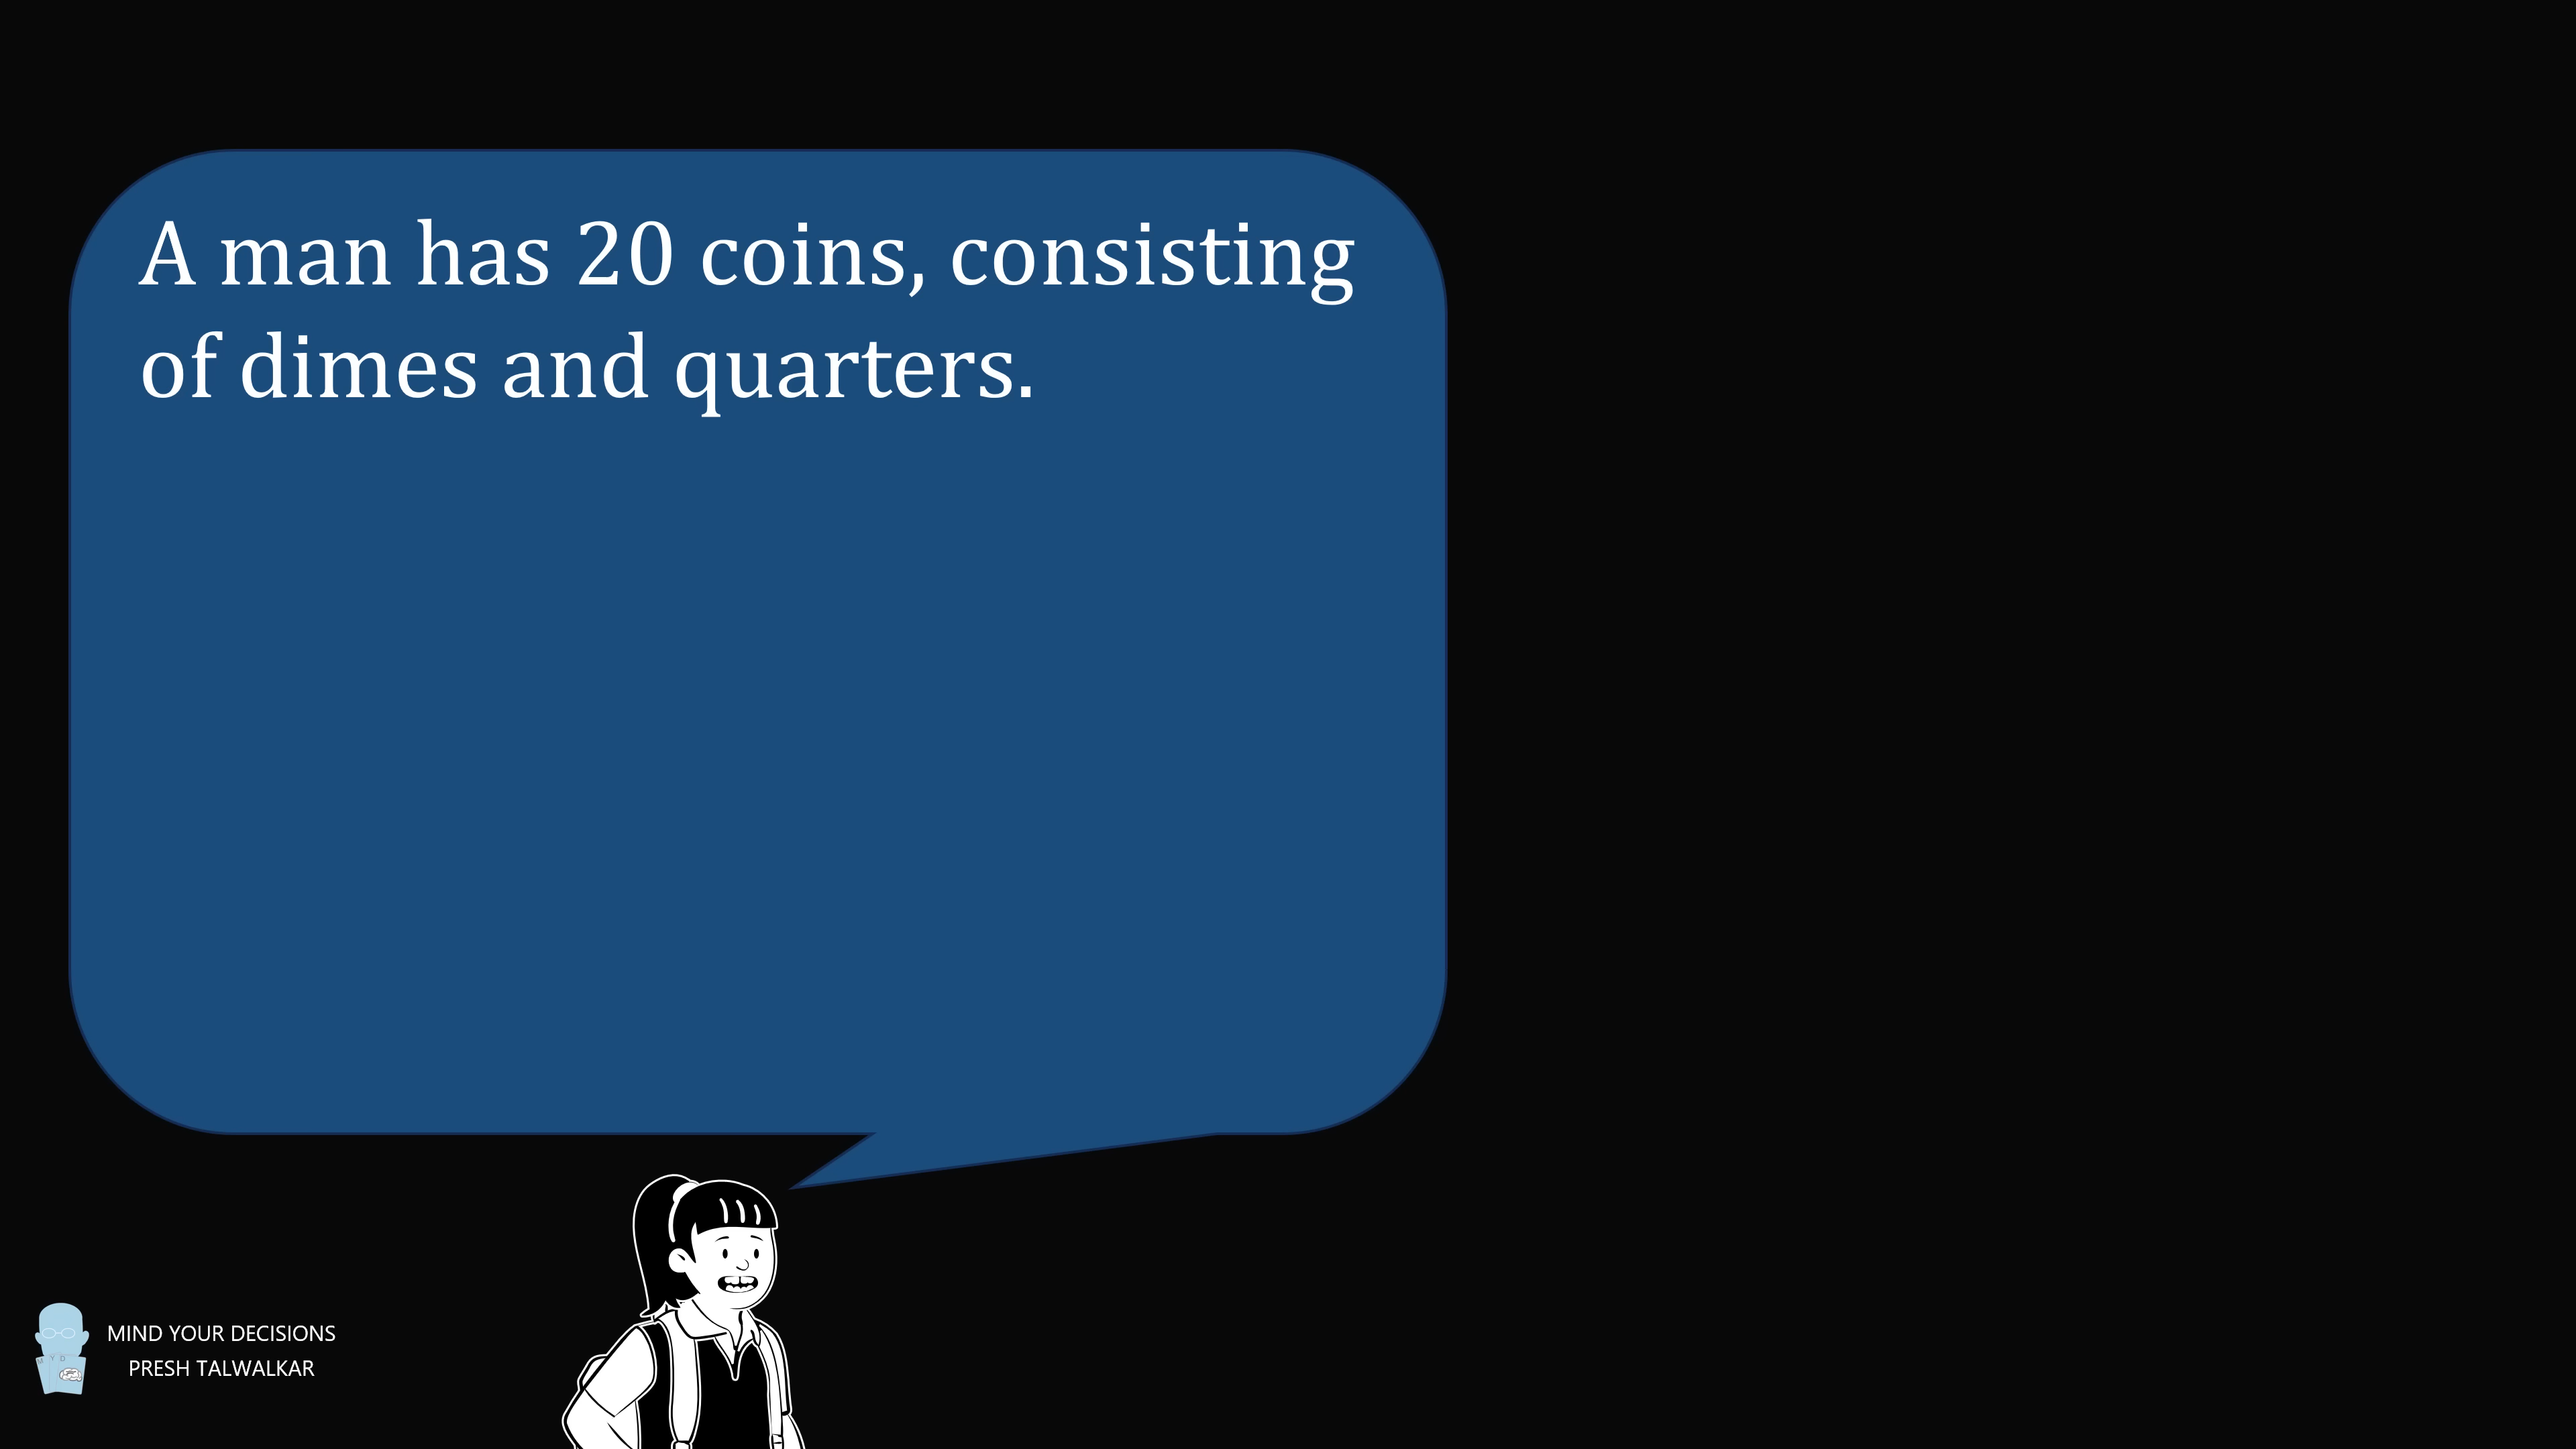 A man has 20 coins, consisting
of dimes and quarters.
MIND YOUR DECISIONS
PRESH TALWALKAR